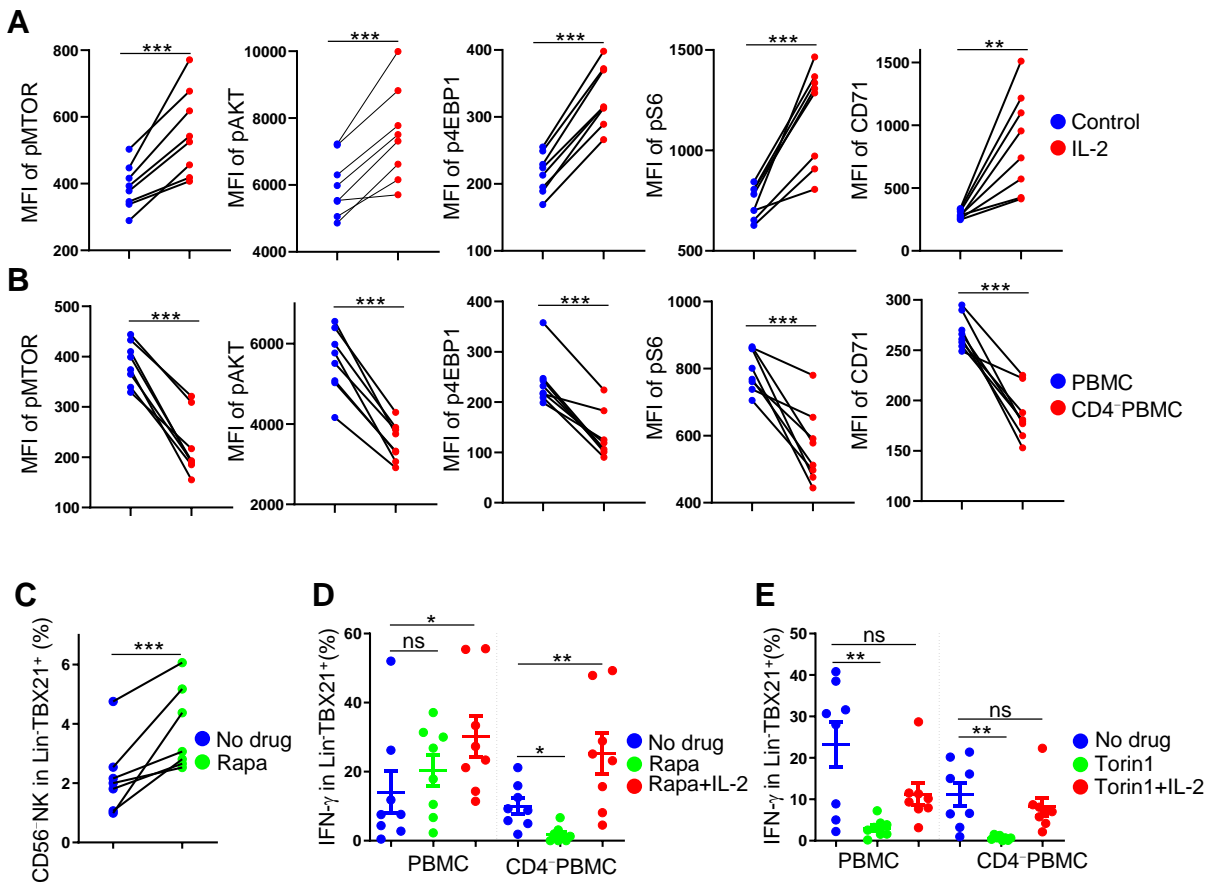 A
MFI of pMTOR
800
600
400
200
***
MFI of pAKT
10000
8000
6000
4000
***
MFI of p4EBP1
400
300
200
100
***
MFI of pS6
1500
1000
500
***
MFI of CD71
1500
1000
500
0
**
Control
IL-2
B
MFI of pMTOR
500
400
300
200
100
***
MFI of pAKT
6000
4000
2000
***
MFI of p4EBP1
400
300
200
100
0
***
MFI of pS6
1000
800
600
400
***
MFI of CD71
300
200
100
***
PBMC
CD4⁻PBMC
C
CD56⁻NK in Lin⁻TBX21⁺ (%)
6
4
2
0
***
No drug
Rapa
D
IFN-γ in Lin⁻TBX21⁺(%)
60
40
20
0
*
ns
**
*
PBMC
CD4⁻PBMC
No drug
Rapa
Rapa+IL-2
E
IFN-γ in Lin⁻TBX21⁺(%)
50
40
30
20
10
0
ns
**
ns
**
PBMC
CD4⁻PBMC
No drug
Torin1
Torin1+IL-2